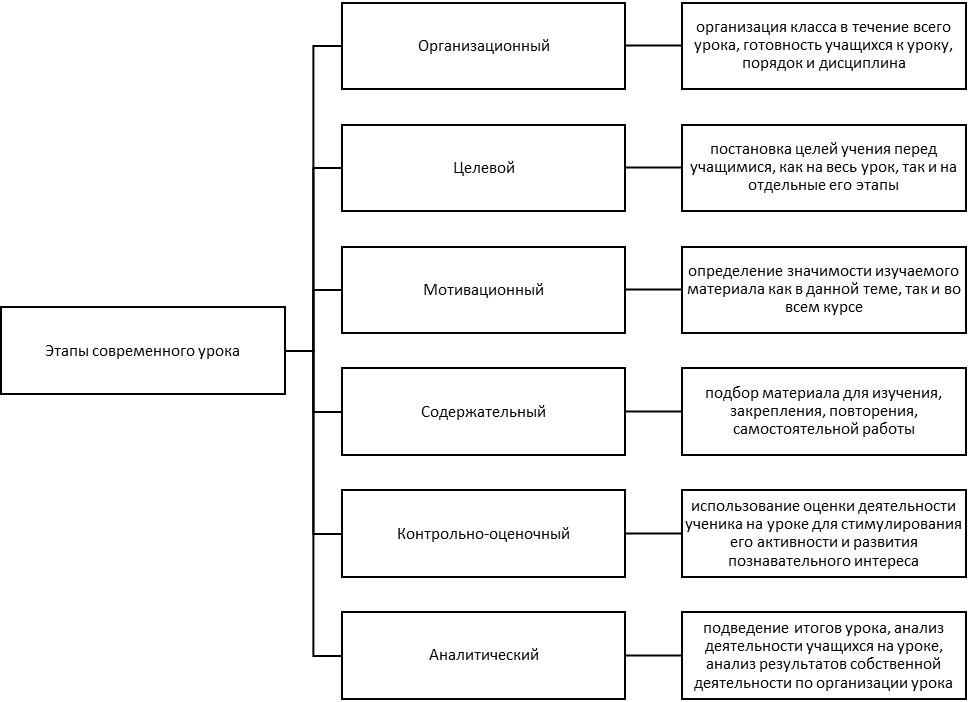 Этапы современного урока
Организационный
организация класса в течение всего
урока, готовность учащихся к уроку,
порядок и дисциплина
Целевой
постановка целей учения перед
учащимися, как на весь урок, так и на
отдельные его этапы
Мотивационный
определение значимости изучаемого
материала как в данной теме, так и во
всем курсе
Содержательный
подбор материала для изучения,
закрепления, повторения,
самостоятельной работы
Контрольно-оценочный
использование оценки деятельности
ученика на уроке для стимулирования
его активности и развития
познавательного интереса
Аналитический
подведение итогов урока, анализ
деятельности учащихся на уроке,
анализ результатов собственной
деятельности по организации урока